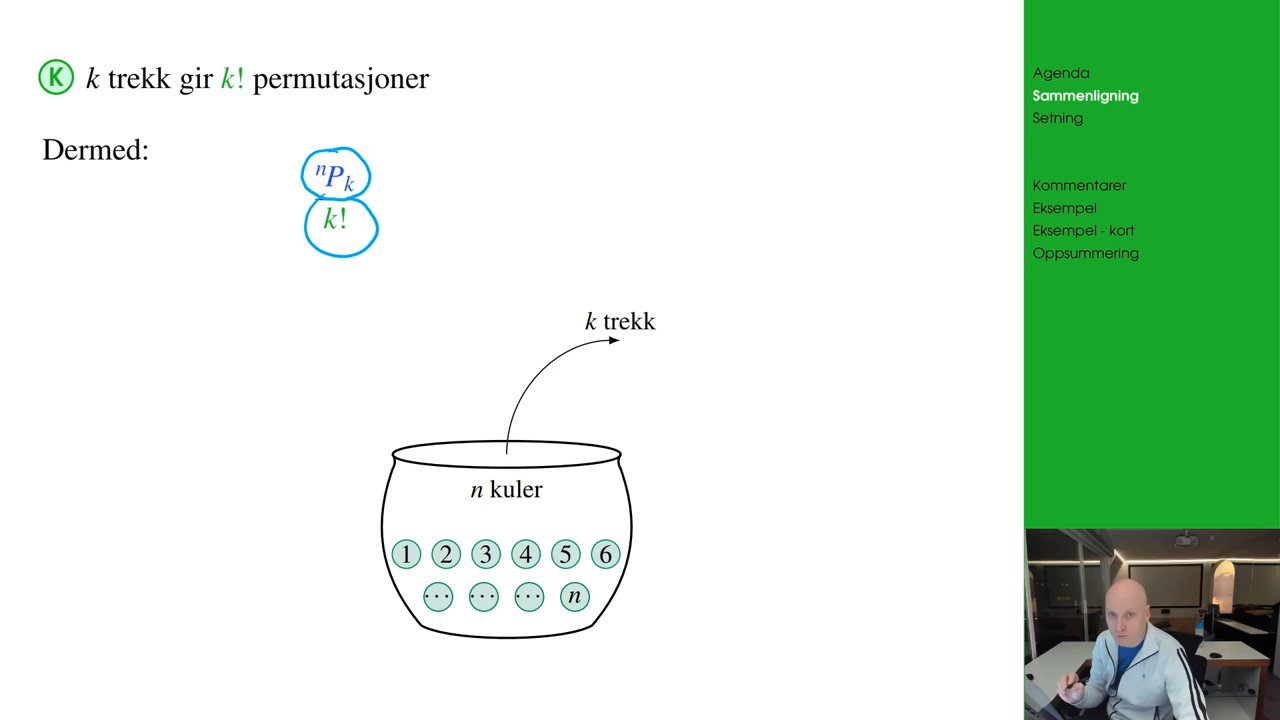 K k trekk gir k! permutasjoner
Dermed:
nPk
k!
k trekk
n kuler
1 2 3 4 5 6
... ... ... n
Agenda
Sammenligning
Setning
Kommentarer
Eksempel
Eksempel - kort
Oppsummering